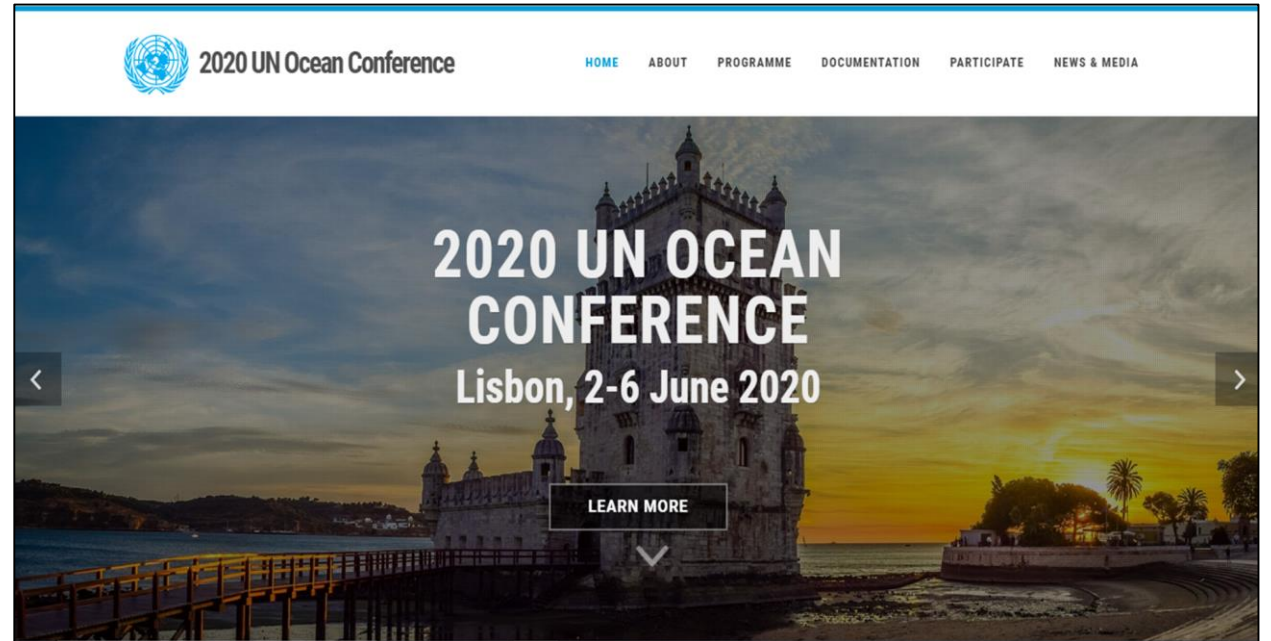 2020 UN Ocean Conference
HOME ABOUT PROGRAMME DOCUMENTATION PARTICIPATE NEWS & MEDIA
2020 UN OCEAN
CONFERENCE
Lisbon, 2-6 June 2020
LEARN MORE